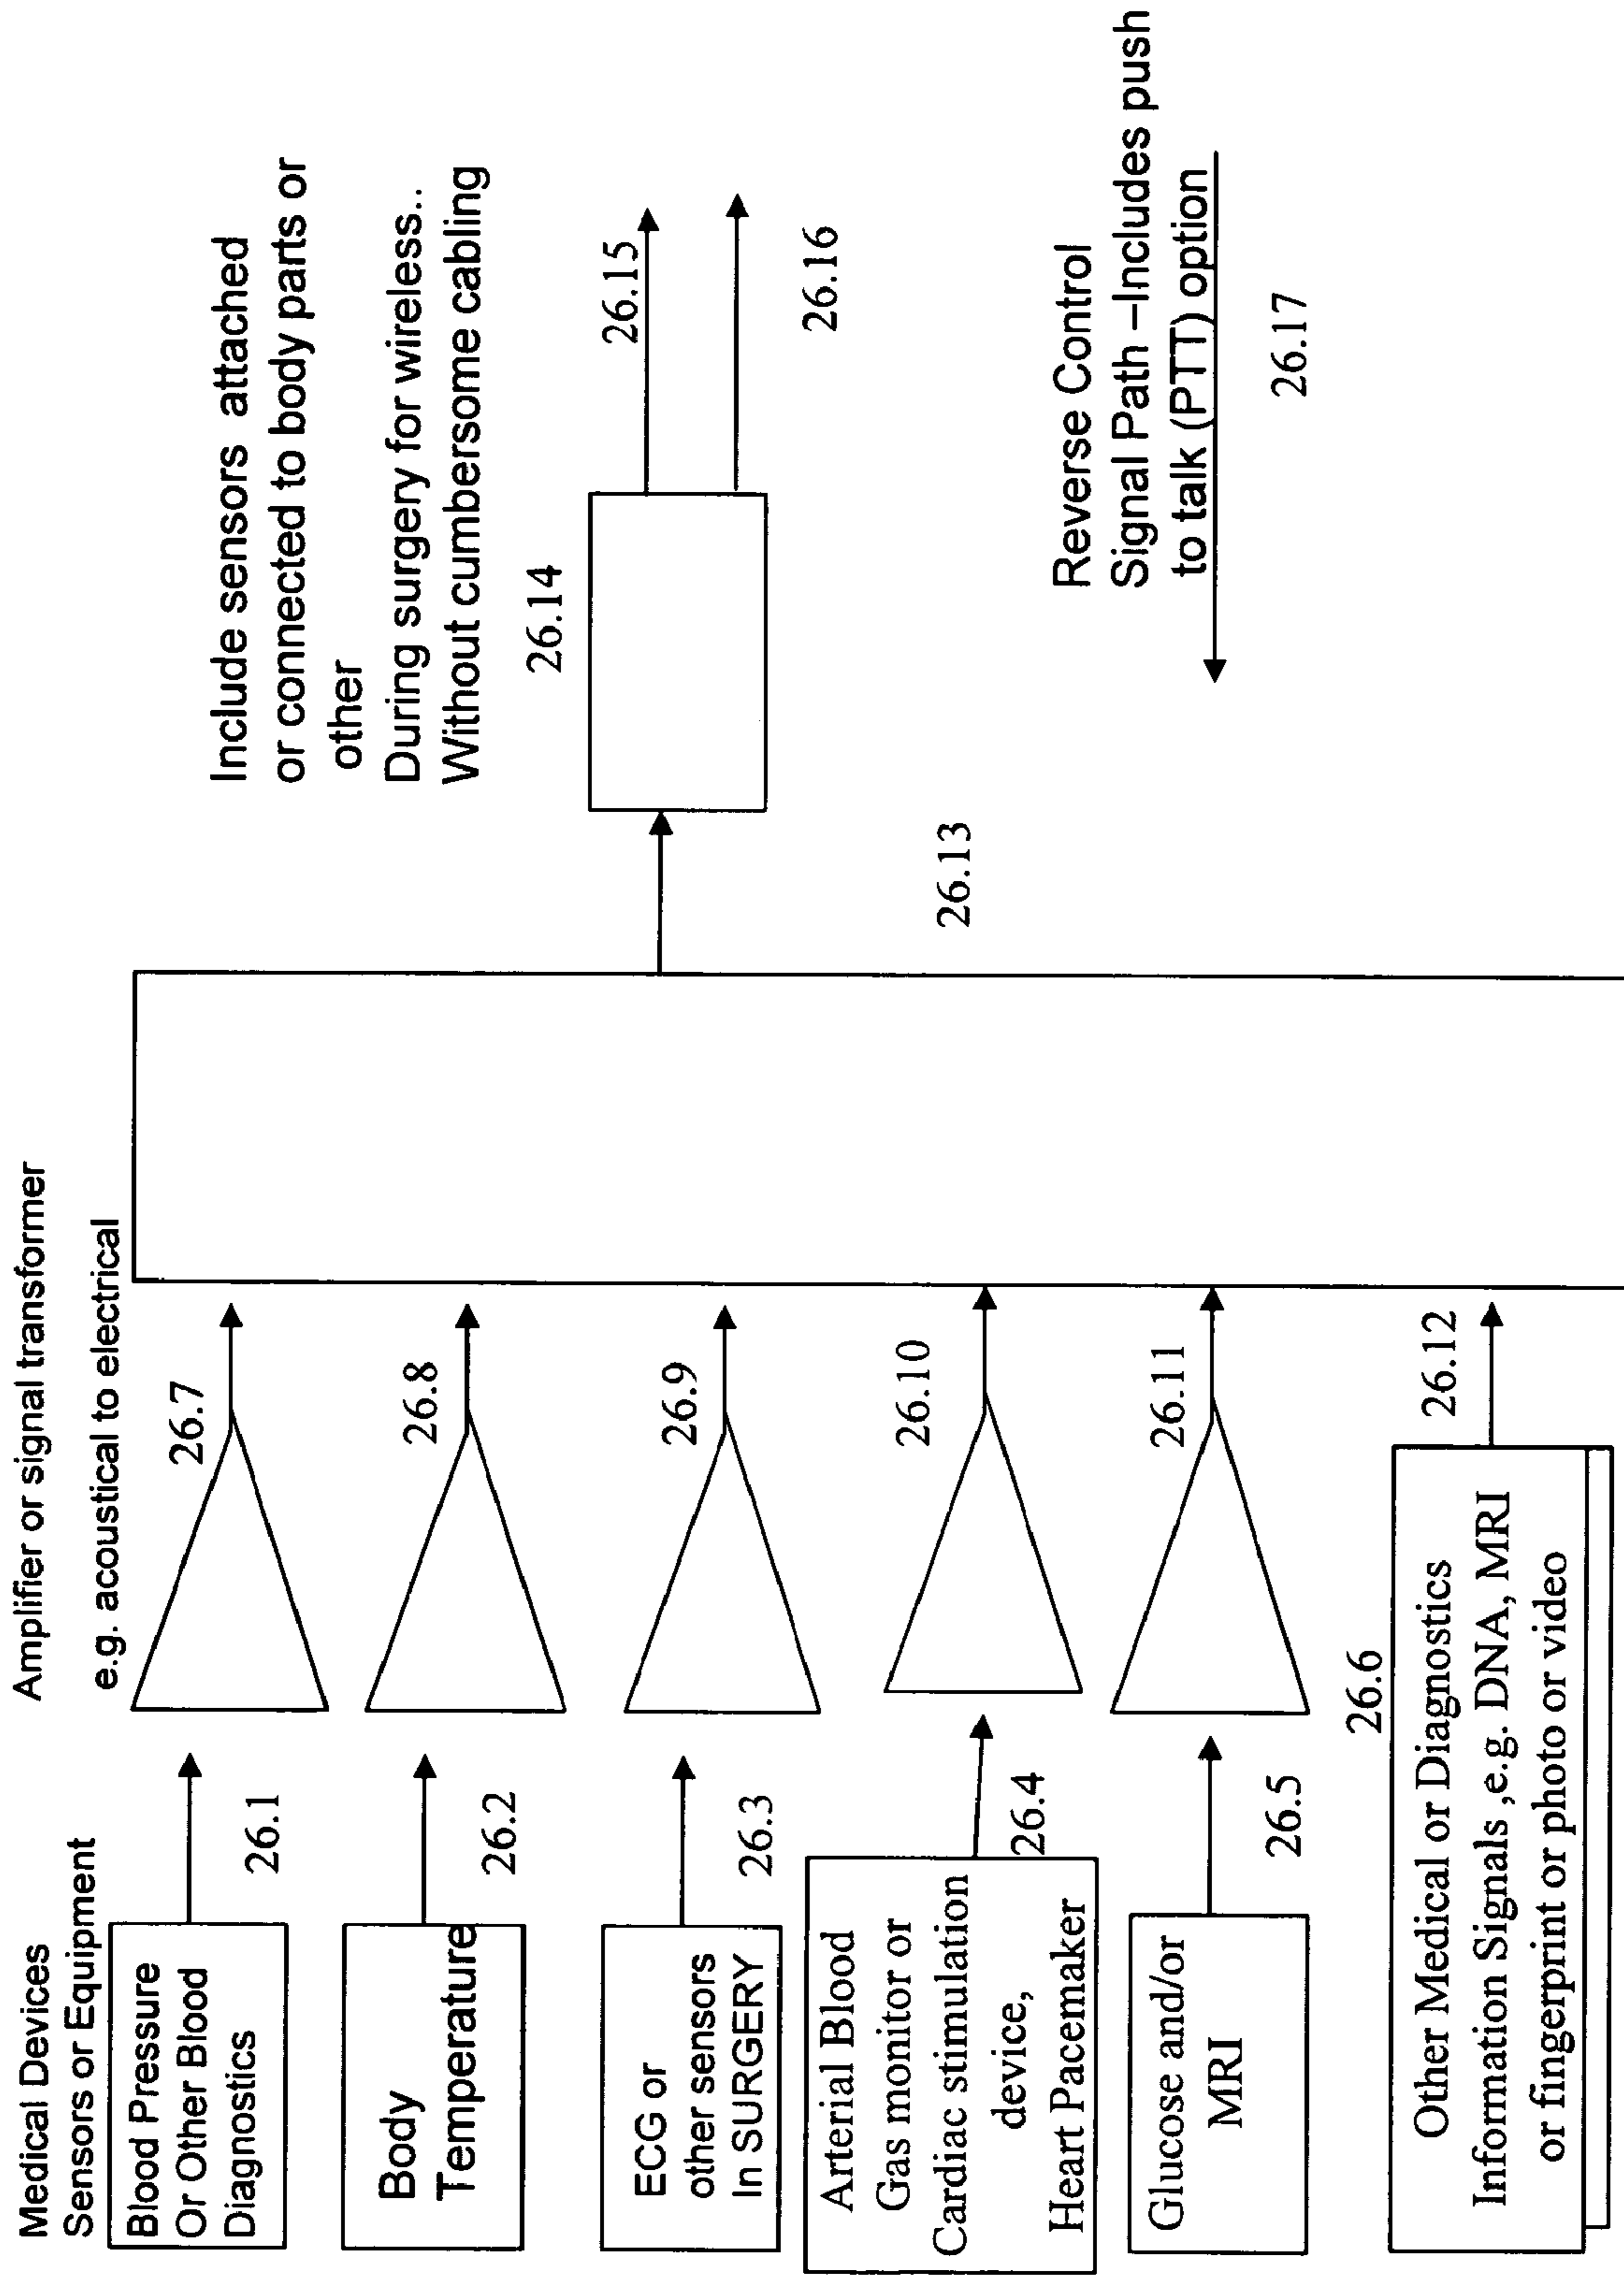 Medical Devices
Sensors or Equipment
Amplifier or signal transformer
e.g. acoustical to electrical
Blood Pressure
Or Other Blood
Diagnostics
26.1
26.7
Body
Temperature
26.2
26.8
ECG or
other sensors
In SURGERY
26.3
26.9
Arterial Blood
Gas monitor or
Cardiac stimulation
device,
Heart Pacemaker
26.4
26.10
Glucose and/or
MRI
26.5
26.11
26.6
Other Medical or Diagnostics
Information Signals ,e.g. DNA, MRI
or fingerprint or photo or video
26.12
26.13
Include sensors attached
or connected to body parts or
other
During surgery for wireless..
Without cumbersome cabling
26.14
26.15
26.16
Reverse Control
Signal Path –Includes push
to talk (PTT) option
26.17